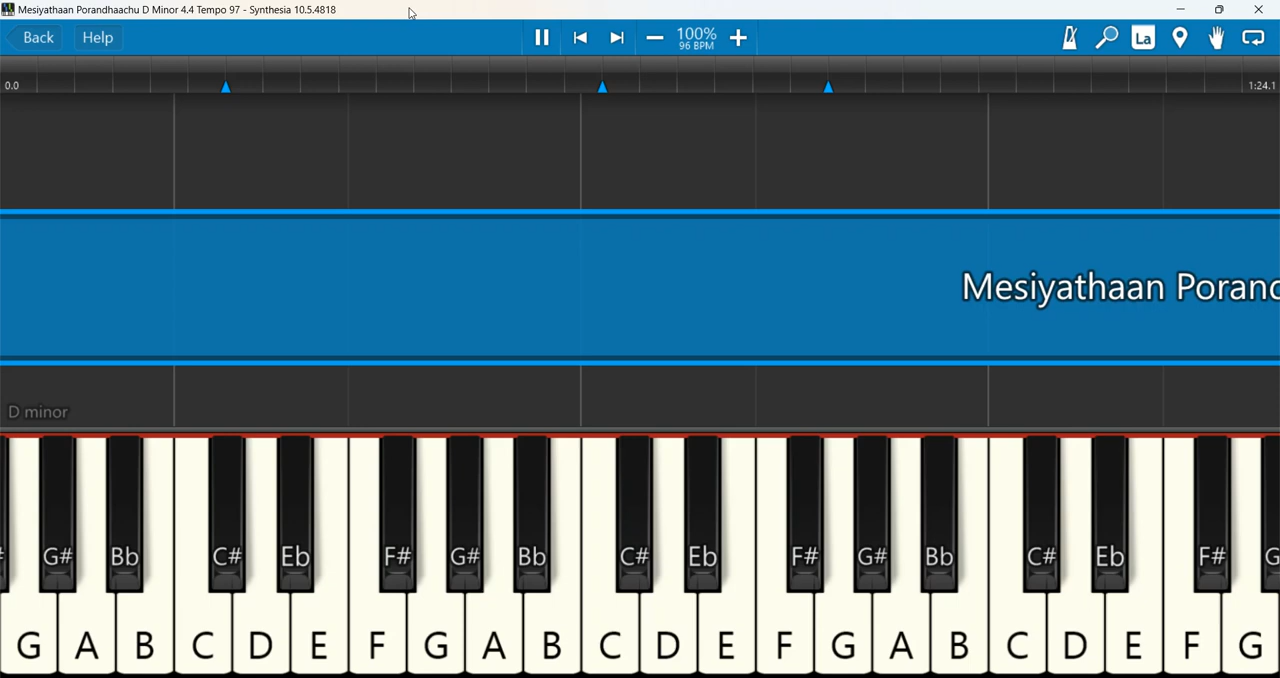 Mesiyathaan Porandhaachu D Minor 4.4 Tempo 97 - Synthesia 10.5.4818
Back Help 100% La
96 BPM
0.0 1:24.1
Mesiyathaan Poran
D minor
G# Bb C# Eb F# G# Bb C# Eb F# G# Bb C# Eb F# G
G A B C D E F G A B C D E F G A B C D E F G